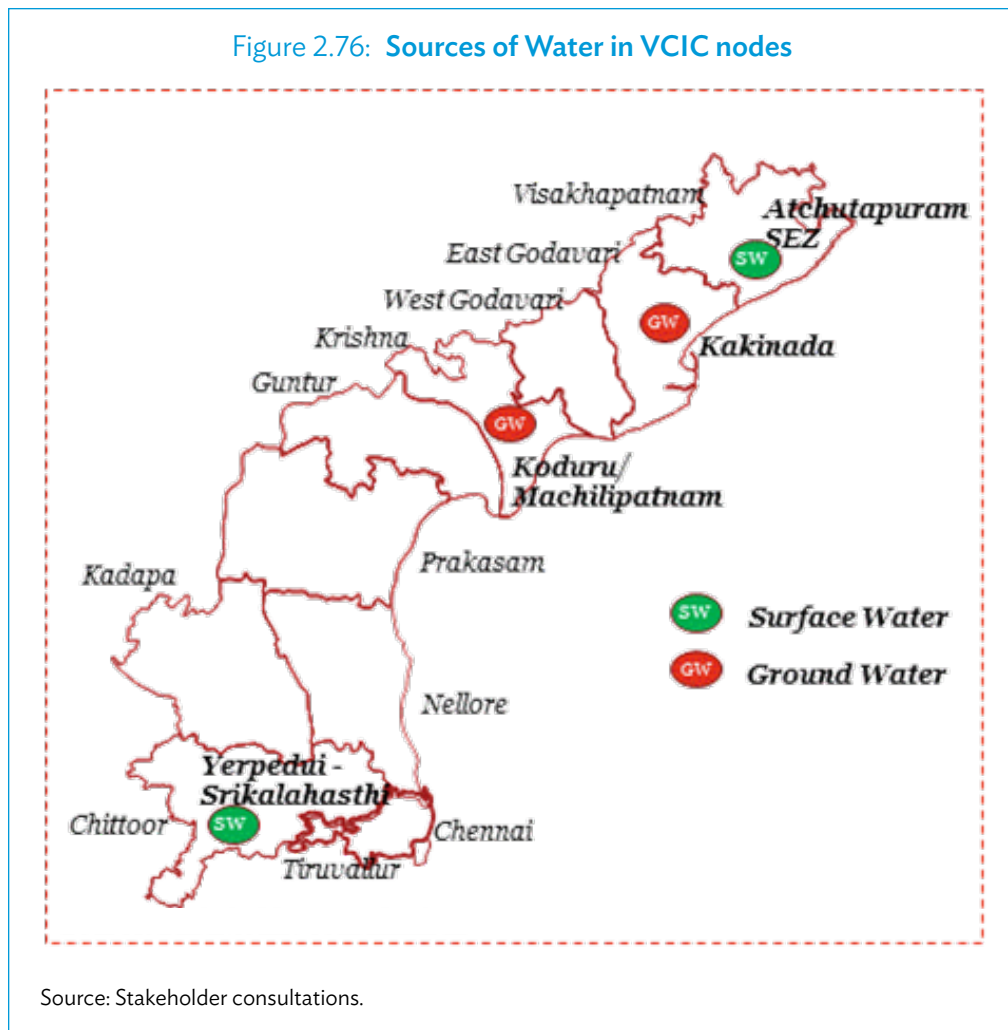 Figure 2.76: Sources of Water in VCIC nodes
Visakhapatnam
Atchutapuram
SEZ
SW
East Godavari
West Godavari
GW
Krishna
Kakinada
Guntur
GW
Koduru/
Machilipatnam
Prakasam
Kadapa
SW Surface Water
GW Ground Water
Nellore
Yerpedui -
Srikalahasthi
SW
Chittoor
Chennai
Tiruvallur
Source: Stakeholder consultations.